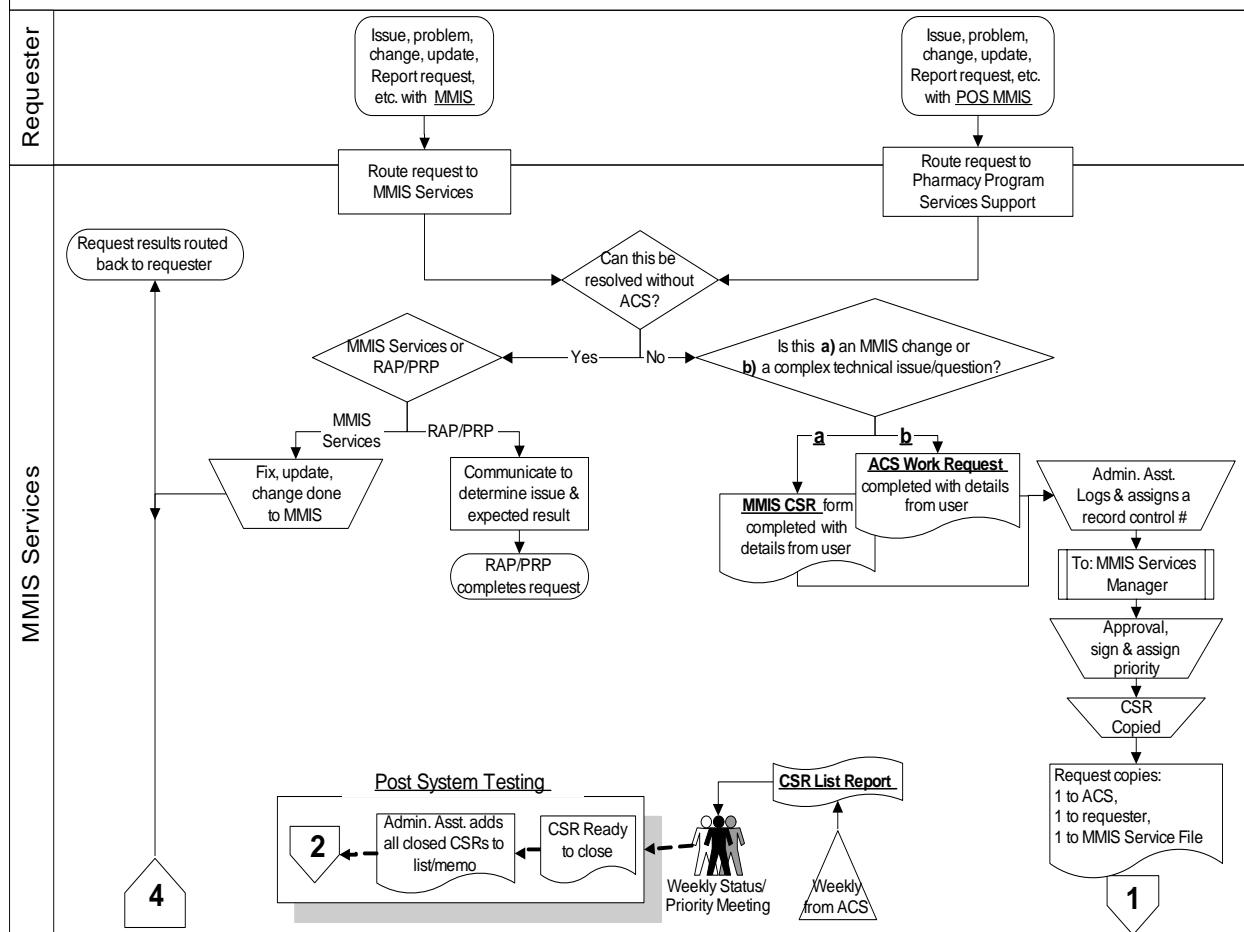 Requester
Issue, problem,
change, update,
Report request,
etc. with MMIS
Issue, problem,
change, update,
Report request, etc.
with POS MMIS
Route request to
MMIS Services
Route request to
Pharmacy Program
Services Support
MMIS Services
Request results routed
back to requester
Can this be
resolved without
ACS?
MMIS Services or
RAP/PRP
Yes
No
Is this a) an MMIS change or
b) a complex technical issue/question?
MMIS
Services
RAP/PRP
a
b
Fix, update,
change done
to MMIS
Communicate to
determine issue &
expected result
RAP/PRP
completes request
MMIS CSR form
completed with
details from user
ACS Work Request
completed with details
from user
Admin. Asst.
Logs & assigns a
record control #
To: MMIS Services
Manager
Approval,
sign & assign
priority
CSR
Copied
Request copies:
1 to ACS,
1 to requester,
1 to MMIS Service File
1
Post System Testing
2
Admin. Asst. adds
all closed CSRs to
list/memo
CSR Ready
to close
CSR List Report
Weekly Status/
Priority Meeting
Weekly
from ACS
4